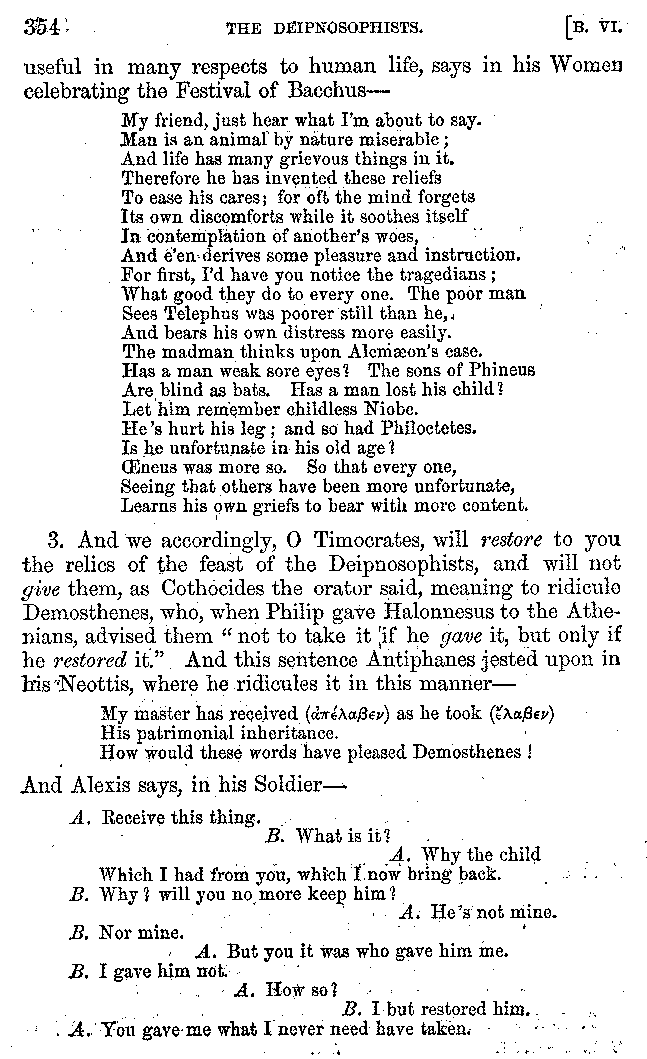 354 THE DEIPNOSOPHISTS. [B. VI.
useful in many respects to human life, says in his Women
celebrating the Festival of Bacchus—
My friend, just hear what I'm about to say.
Man is an animal by nature miserable;
And life has many grievous things in it.
Therefore he has invented these reliefs
To ease his cares; for oft the mind forgets
Its own discomforts while it soothes itself
In contemplation of another's woes,
And e'en derives some pleasure and instruction.
For first, I'd have you notice the tragedians;
What good they do to every one. The poor man
Sees Telephus was poorer still than he,
And bears his own distress more easily.
The madman thinks upon Alcmæon's case.
Has a man weak sore eyes? The sons of Phineus
Are blind as bats. Has a man lost his child?
Let him remember childless Niobe.
He's hurt his leg; and so had Philoctetes.
Is he unfortunate in his old age?
Œneus was more so. So that every one,
Seeing that others have been more unfortunate,
Learns his own griefs to bear with more content.
3. And we accordingly, O Timocrates, will restore to you
the relics of the feast of the Deipnosophists, and will not
give them, as Cothocides the orator said, meaning to ridicule
Demosthenes, who, when Philip gave Halonnesus to the Athe-
nians, advised them "not to take it if he gave it, but only if
he restored it." And this sentence Antiphanes jested upon in
his Neottis, where he ridicules it in this manner—
My master has received (ἀπέλαβεν) as he took (ἔλαβεν)
His patrimonial inheritance.
How would these words have pleased Demosthenes!
And Alexis says, in his Soldier—
A. Receive this thing.
B. What is it?
A. Why the child
Which I had from you, which I now bring back.
B. Why? will you no more keep him?
A. He's not mine.
B. Nor mine.
A. But you it was who gave him me.
B. I gave him not.
A. How so?
B. I but restored him.
A. You gave me what I never need have taken.